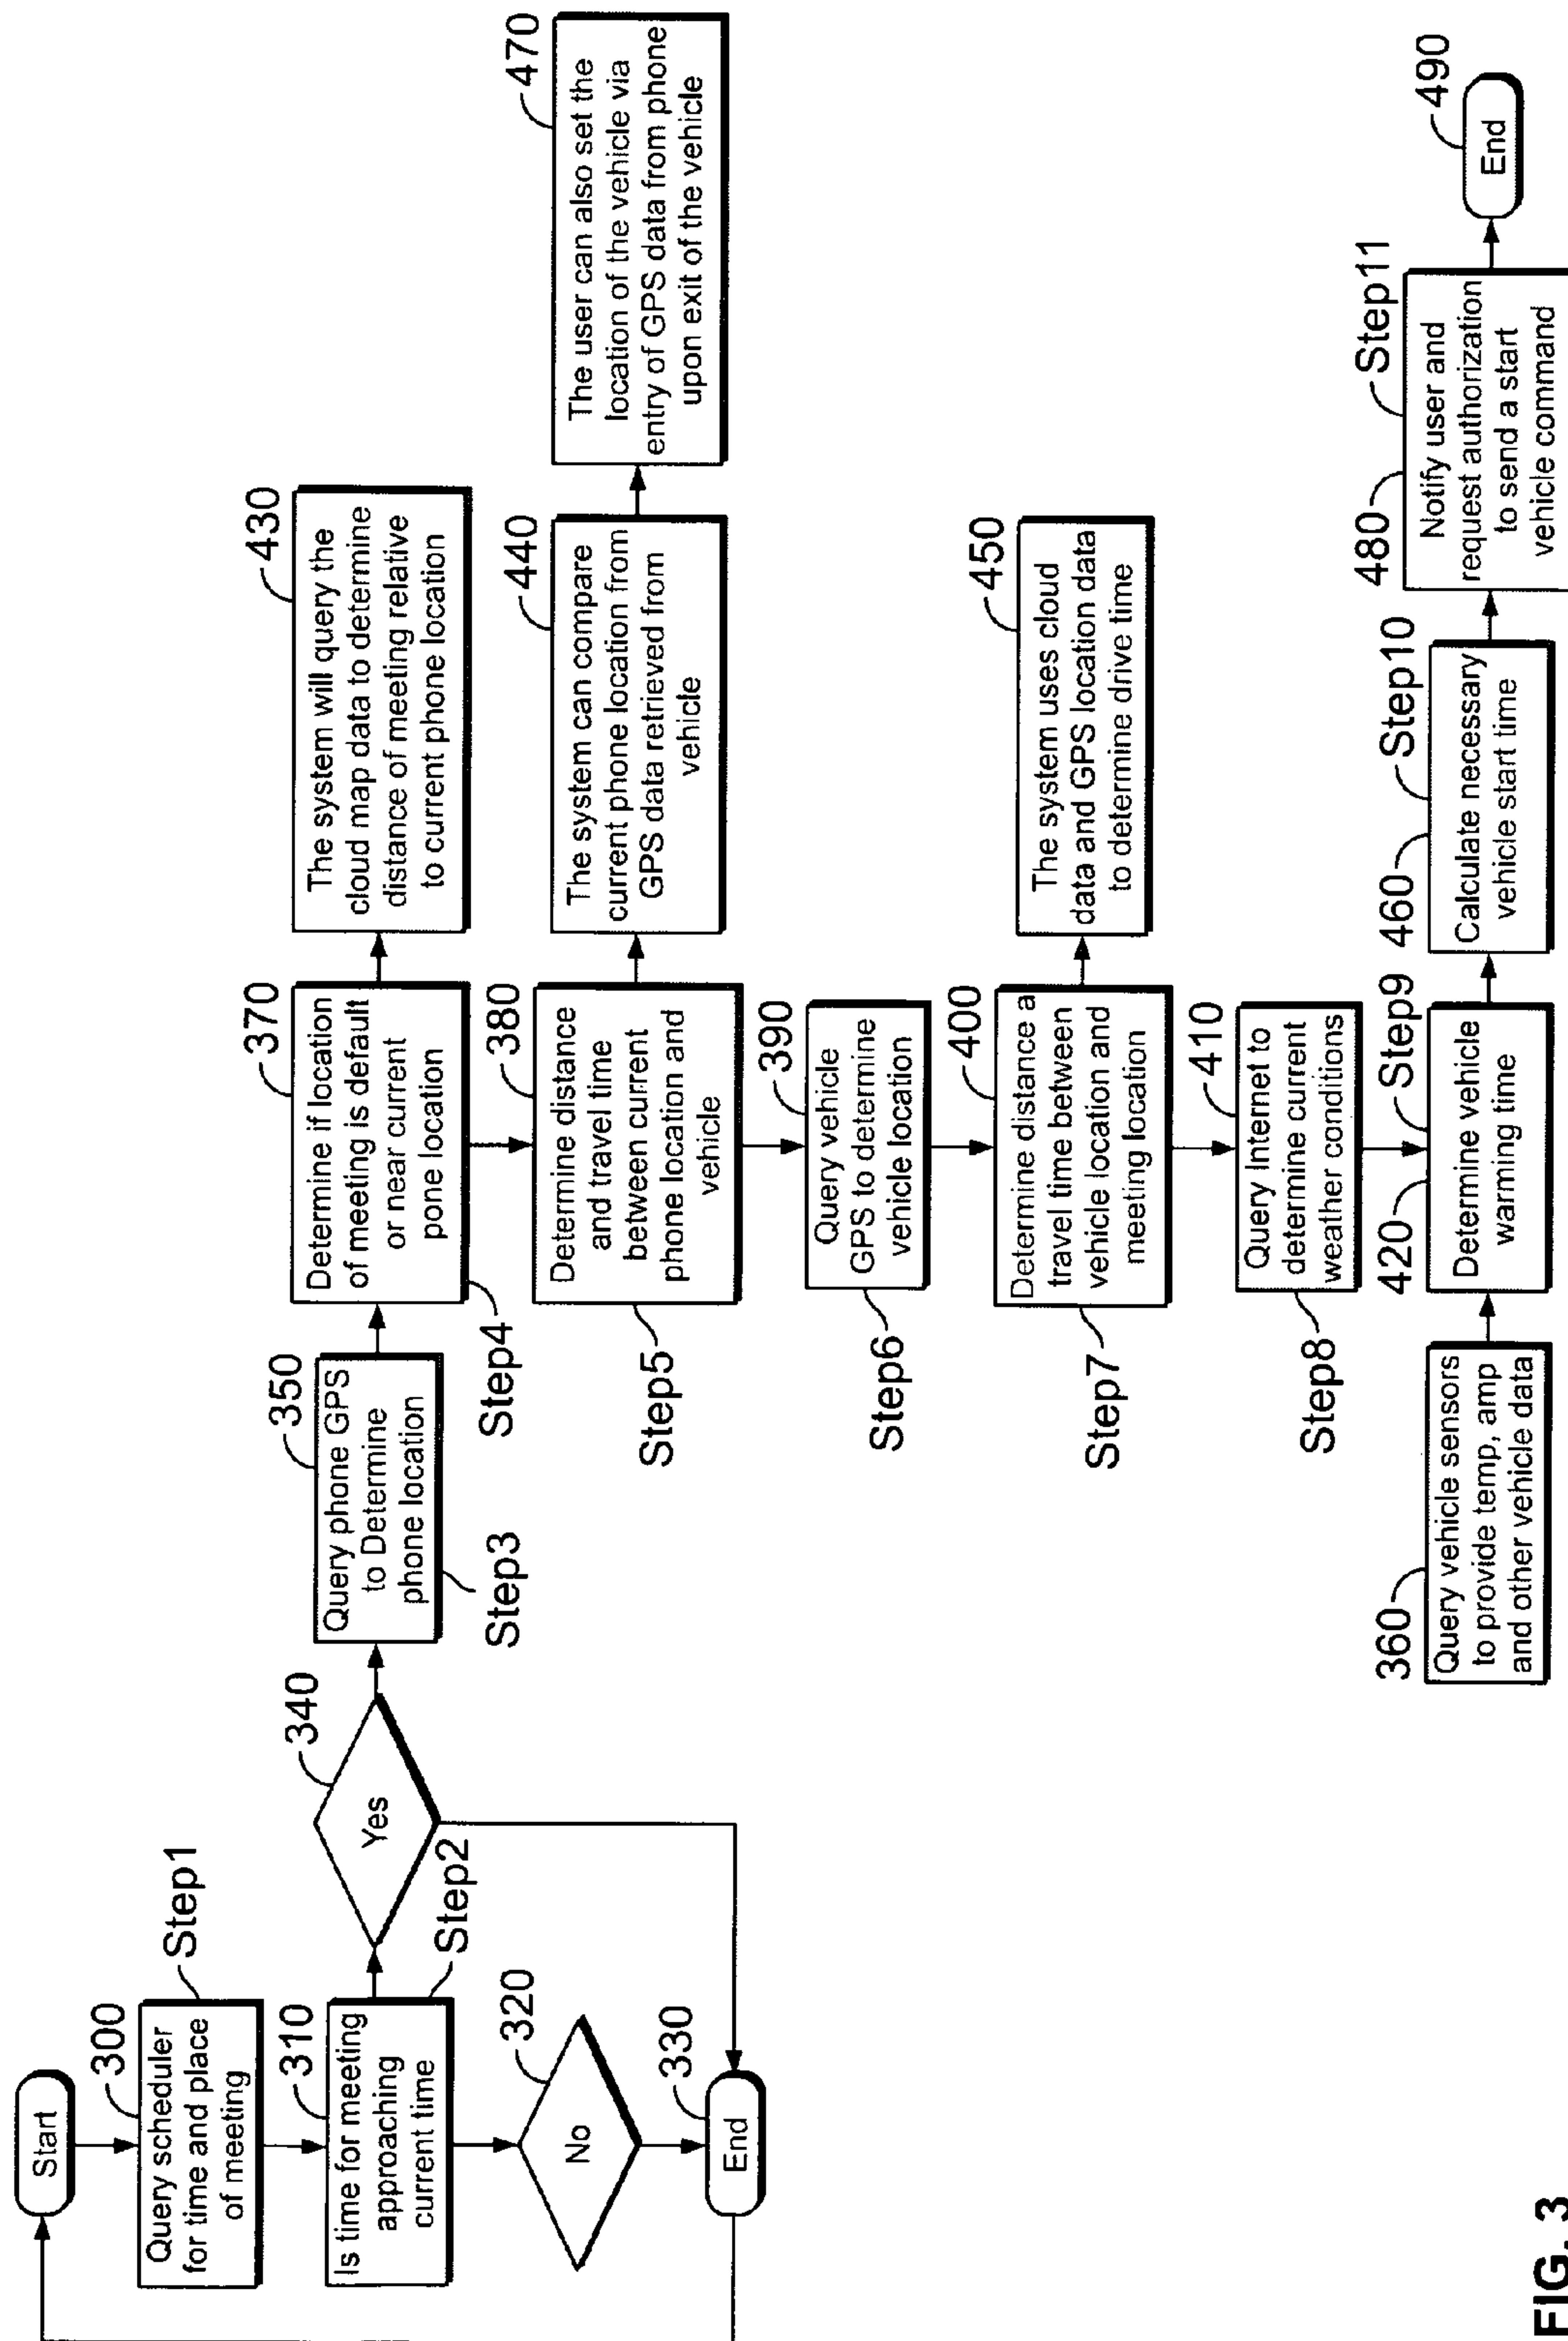 Start
300
Step1
Query scheduler
for time and place
of meeting
310
Is time for meeting
approaching
current time
Step2
320
No
330
End
340
Yes
350
Query phone GPS
to Determine
phone location
Step3
370
Determine if location
of meeting is default
or near current
pone location
Step4
430
The system will query the
cloud map data to determine
distance of meeting relative
to current phone location
380
Determine distance
and travel time
between current
phone location and
vehicle
Step5
440
The system can compare
current phone location from
GPS data retrieved from
vehicle
470
The user can also set the
location of the vehicle via
entry of GPS data from phone
upon exit of the vehicle
390
Query vehicle
GPS to determine
vehicle location
Step6
400
Determine distance a
travel time between
vehicle location and
meeting location
Step7
450
The system uses cloud
data and GPS location data
to determine drive time
410
Query Internet to
determine current
weather conditions
Step8
360
Query vehicle sensors
to provide temp, amp
and other vehicle data
420
Step9
Determine vehicle
warming time
460
Step10
Calculate necessary
vehicle start time
480
Step11
Notify user and
request authorization
to send a start
vehicle command
490
End
FIG. 3